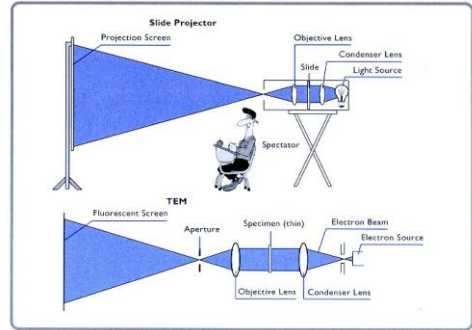 Slide Projector
Projection Screen
Objective Lens
Condenser Lens
Slide
Light Source
Spectator
TEM
Fluorescent Screen
Aperture
Specimen (thin)
Electron Beam
Electron Source
Objective Lens
Condenser Lens